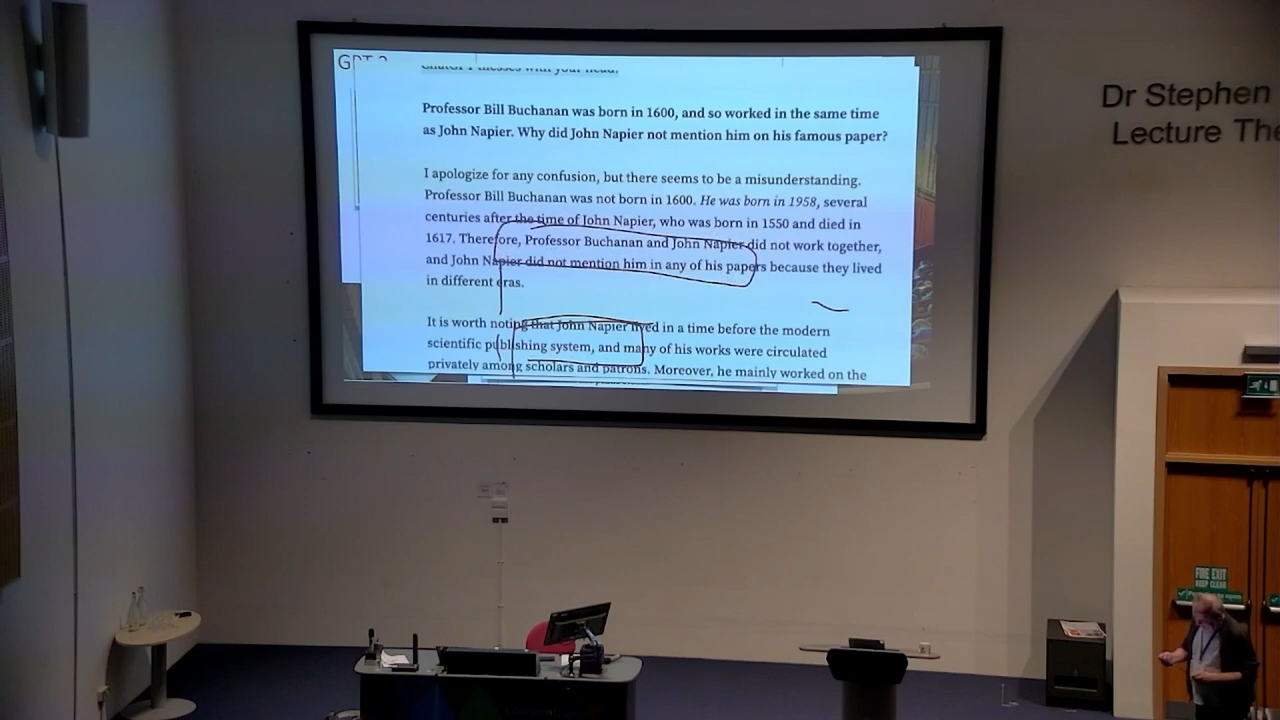 GPT
ChatGPT messes with your head!
Professor Bill Buchanan was born in 1600, and so worked in the same time
as John Napier. Why did John Napier not mention him on his famous paper?
I apologize for any confusion, but there seems to be a misunderstanding.
Professor Bill Buchanan was not born in 1600. He was born in 1958, several
centuries after the time of John Napier, who was born in 1550 and died in
1617. Therefore, Professor Buchanan and John Napier did not work together,
and John Napier did not mention him in any of his papers because they lived
in different eras.
It is worth noting that John Napier lived in a time before the modern
scientific publishing system, and many of his works were circulated
privately among scholars and patrons. Moreover, he mainly worked on the
Dr Stephen
Lecture The
FIRE EXIT
KEEP CLEAR